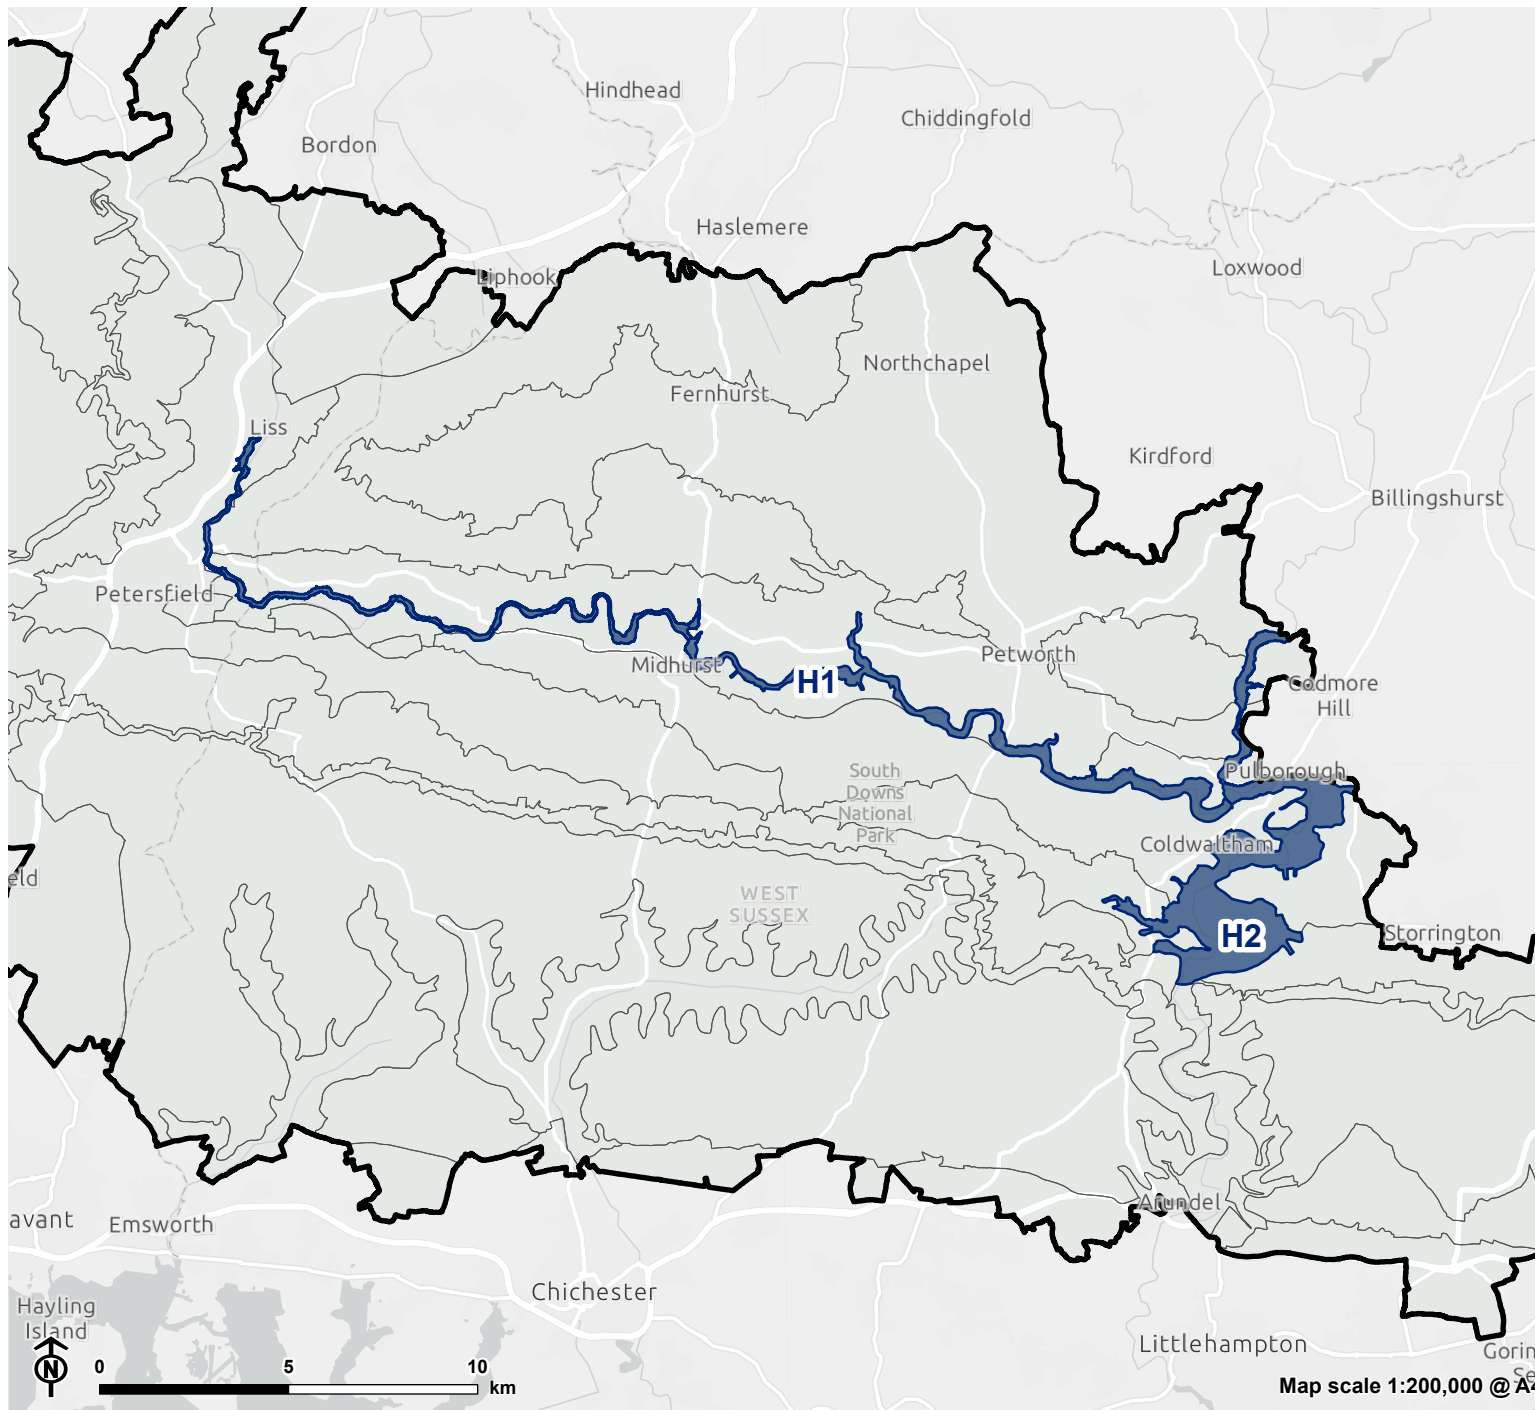 Hindhead
Chiddingfold
Bordon
Haslemere
Loxwood
Liphook
Northchapel
Fernhurst
Liss
Kirdford
Billingshurst
Petersfield
Petworth
Midhurst
H1
Codmore
Hill
South
Downs
National
Park
Pulborough
Coldwaltham
eld
WEST
SUSSEX
H2
Storrington
Arundel
avant
Emsworth
Chichester
Hayling
Island
Littlehampton
Gorin
Se
N
0 5 10
km
Map scale 1:200,000 @ A4